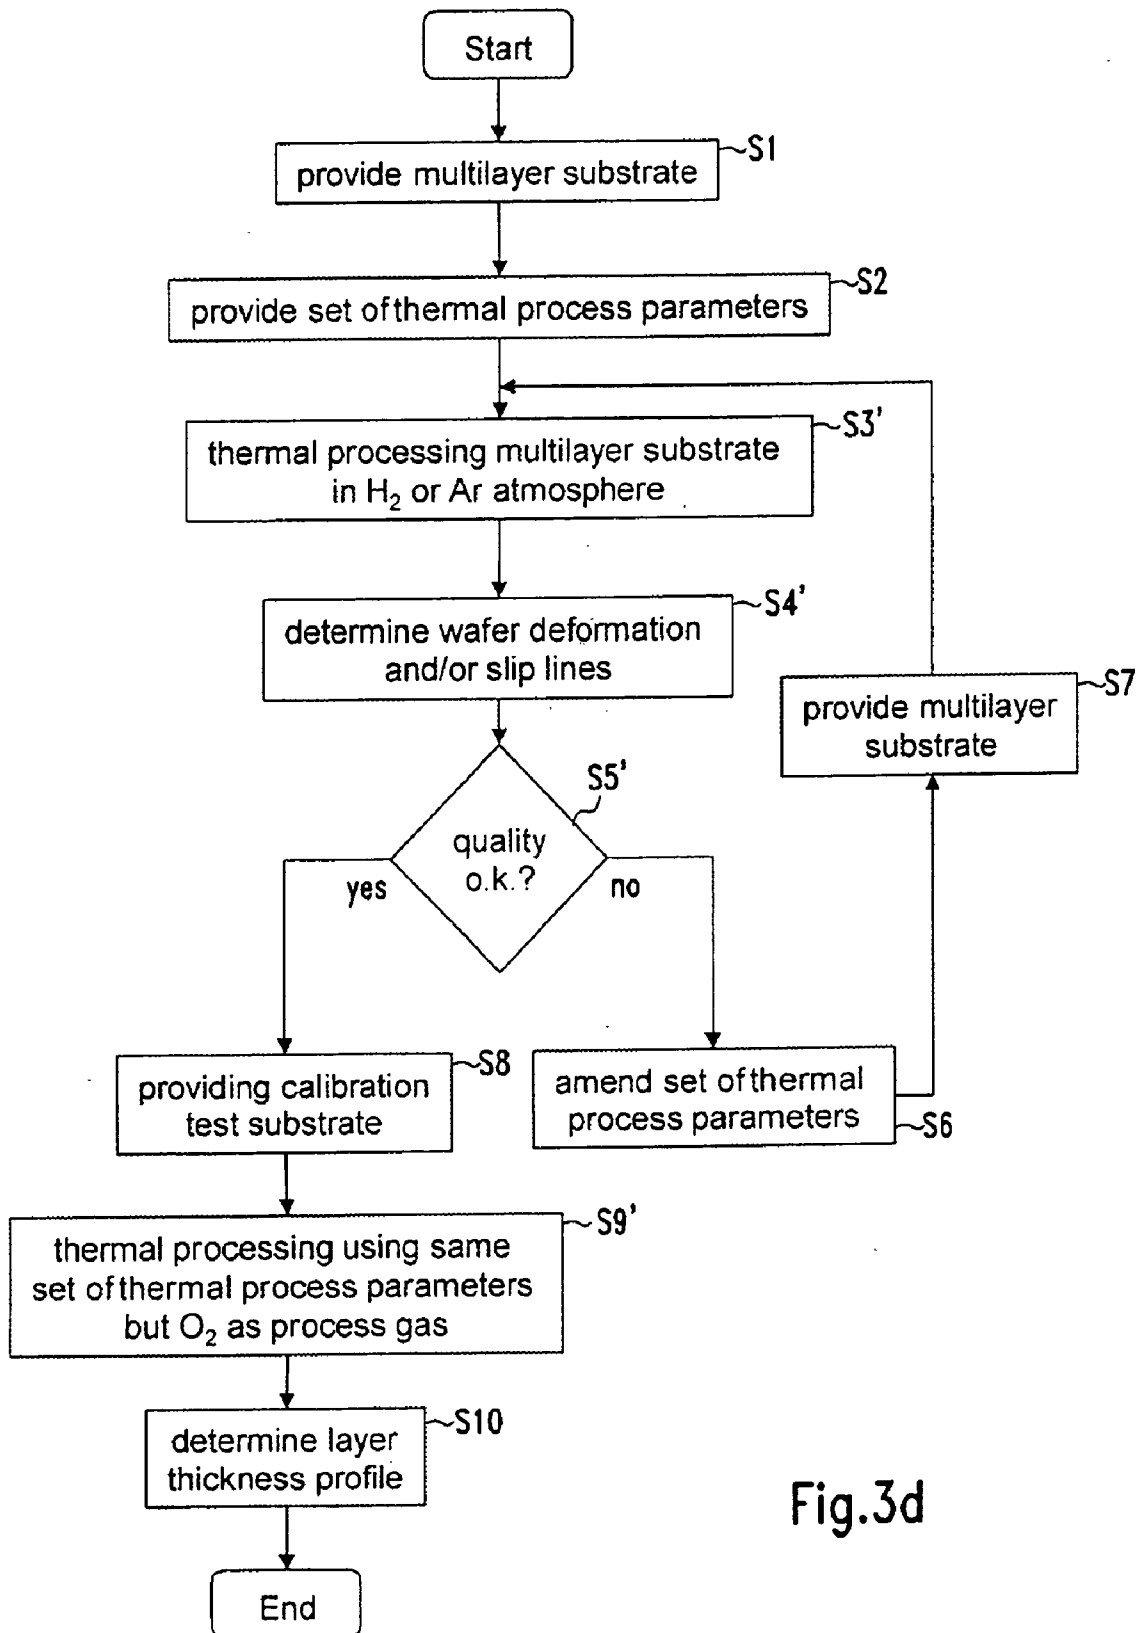 Start
S1
provide multilayer substrate
S2
provide set of thermal process parameters
S3'
thermal processing multilayer substrate
in H₂ or Ar atmosphere
S4'
determine wafer deformation
and/or slip lines
S7
provide multilayer
substrate
S5'
quality
o.k.?
yes
no
S8
providing calibration
test substrate
amend set of thermal
process parameters
S6
S9'
thermal processing using same
set of thermal process parameters
but O₂ as process gas
S10
determine layer
thickness profile
Fig.3d
End